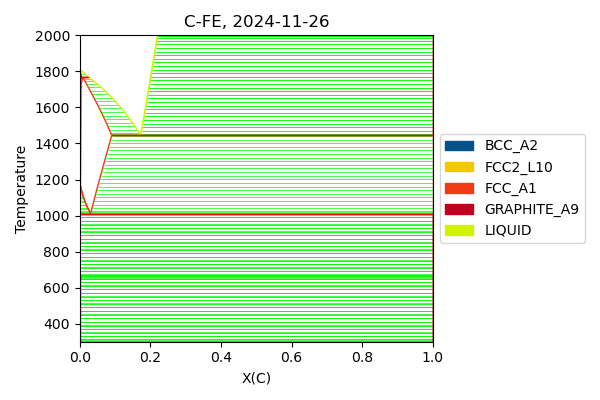 C-FE, 2024-11-26
2000
1800
1600
1400
1200
1000
800
600
400
Temperature
0.0 0.2 0.4 0.6 0.8 1.0
X(C)
BCC_A2
FCC2_L10
FCC_A1
GRAPHITE_A9
LIQUID